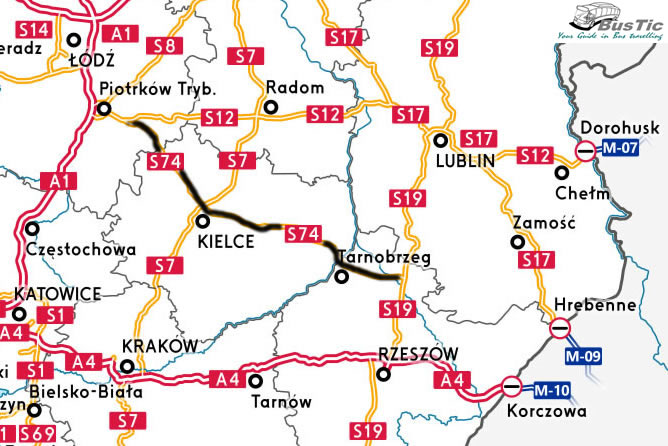 BusTic
Your Guide in Bus travelling
S14
A1
S8
S7
S17
S19
ŁÓDŹ
Piotrków Tryb.
Radom
S12
S12
S17
S17
Dorohusk
M-07
LUBLIN
S12
Chełm
S74
S7
A1
S19
Zamość
KIELCE
S74
Częstochowa
Tarnobrzeg
S17
S7
KATOWICE
S1
S19
Hrebenne
A4
KRAKÓW
RZESZÓW
M-09
S1
A4
A4
A4
M-10
Bielsko-Biała
Tarnów
Korczowa
S7
S69
S1
S19